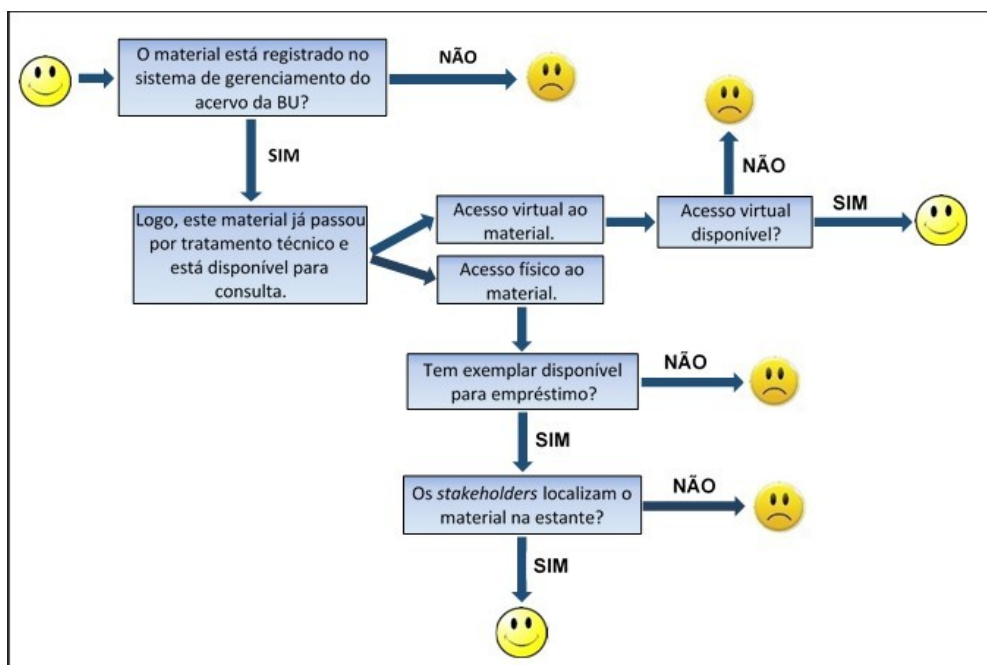 O material está registrado no
sistema de gerenciamento do
acervo da BU?
NÃO
SIM
Logo, este material já passou
por tratamento técnico e
está disponível para
consulta.
Acesso virtual ao
material.
Acesso virtual
disponível?
NÃO
SIM
Acesso físico ao
material.
Tem exemplar disponível
para empréstimo?
NÃO
SIM
Os stakeholders localizam o
material na estante?
NÃO
SIM